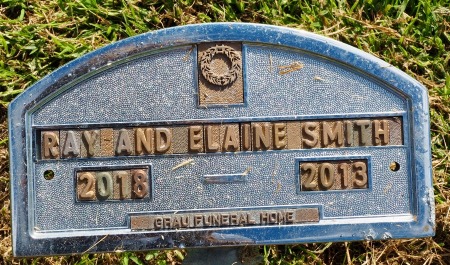 RAY AND ELAINE SMITH
2018 2013
GRAU FUNERAL HOME